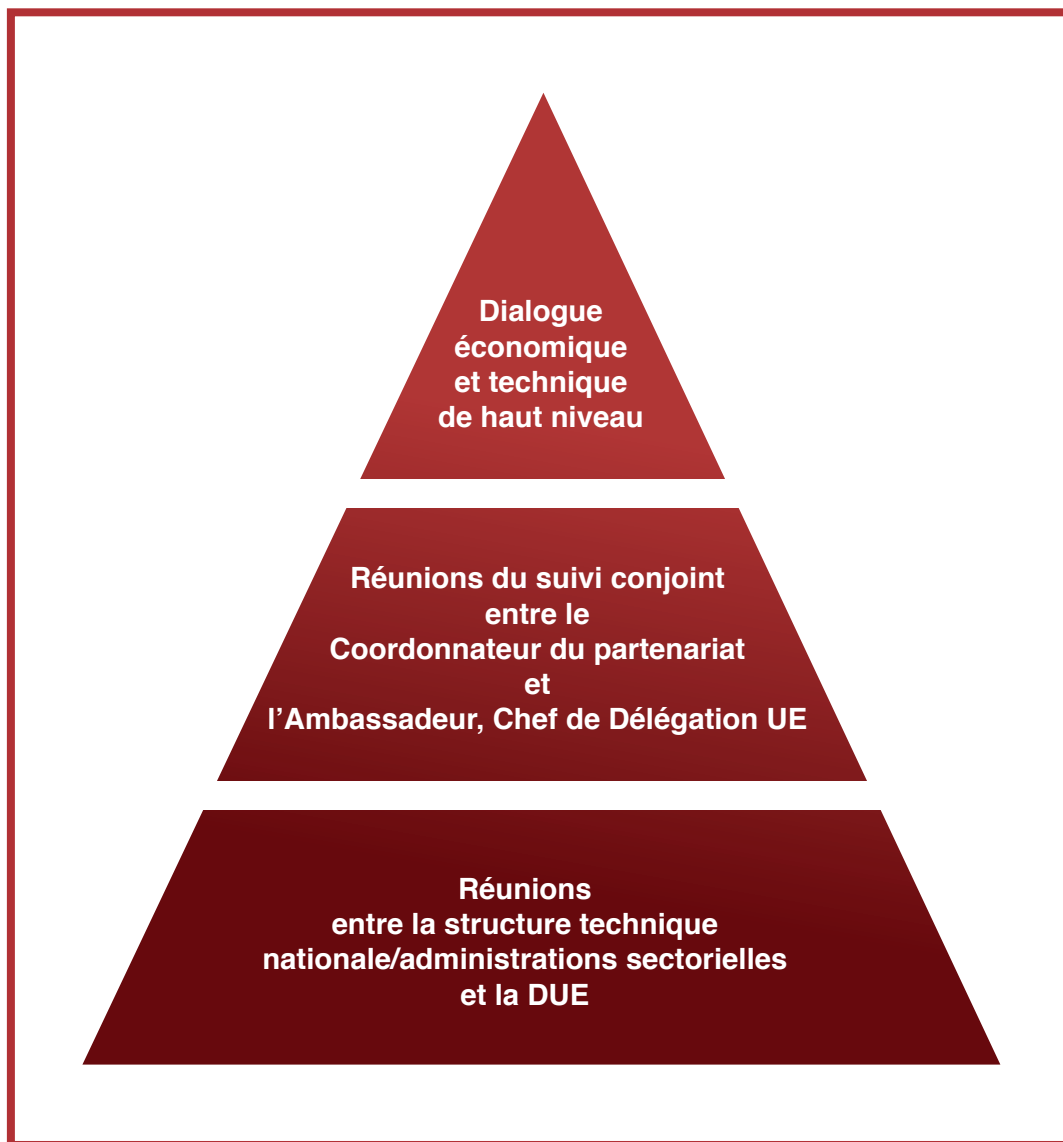 Dialogue
économique
et technique
de haut niveau
Réunions du suivi conjoint
entre le
Coordonnateur du partenariat
et
l’Ambassadeur, Chef de Délégation UE
Réunions
entre la structure technique
nationale/administrations sectorielles
et la DUE